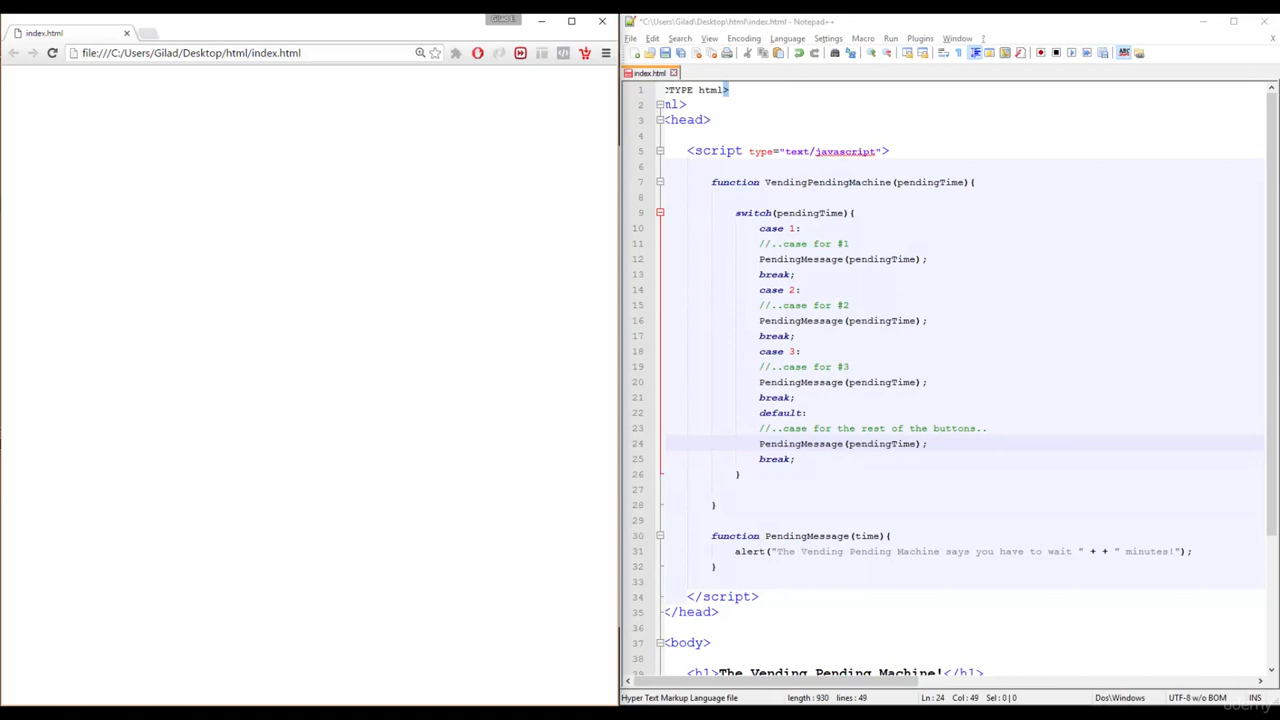 Gilad E.
index.html
file:///C:/Users/Gilad/Desktop/html/index.html
*C:\Users\Gilad\Desktop\html\index.html - Notepad++
File Edit Search View Encoding Language Settings Macro Run Plugins Window ? X
index.html
1 CTYPE html>
2 ml>
3 <head>
4
5 <script type="text/javascript">
6
7 function VendingPendingMachine(pendingTime){
8
9 switch(pendingTime){
10 case 1:
11 //..case for #1
12 PendingMessage(pendingTime);
13 break;
14 case 2:
15 //..case for #2
16 PendingMessage(pendingTime);
17 break;
18 case 3:
19 //..case for #3
20 PendingMessage(pendingTime);
21 break;
22 default:
23 //..case for the rest of the buttons..
24 PendingMessage(pendingTime);
25 break;
26 }
27
28 }
29
30 function PendingMessage(time){
31 alert("The Vending Pending Machine says you have to wait " + + " minutes!");
32 }
33
34 </script>
35 </head>
36
37 <body>
38
39 <h1>The Vending Pending Machine!</h1>
Hyper Text Markup Language file length : 930 lines : 49 Ln : 24 Col : 49 Sel : 0 | 0 Dos\Windows UTF-8 w/o BOM INS
udemy